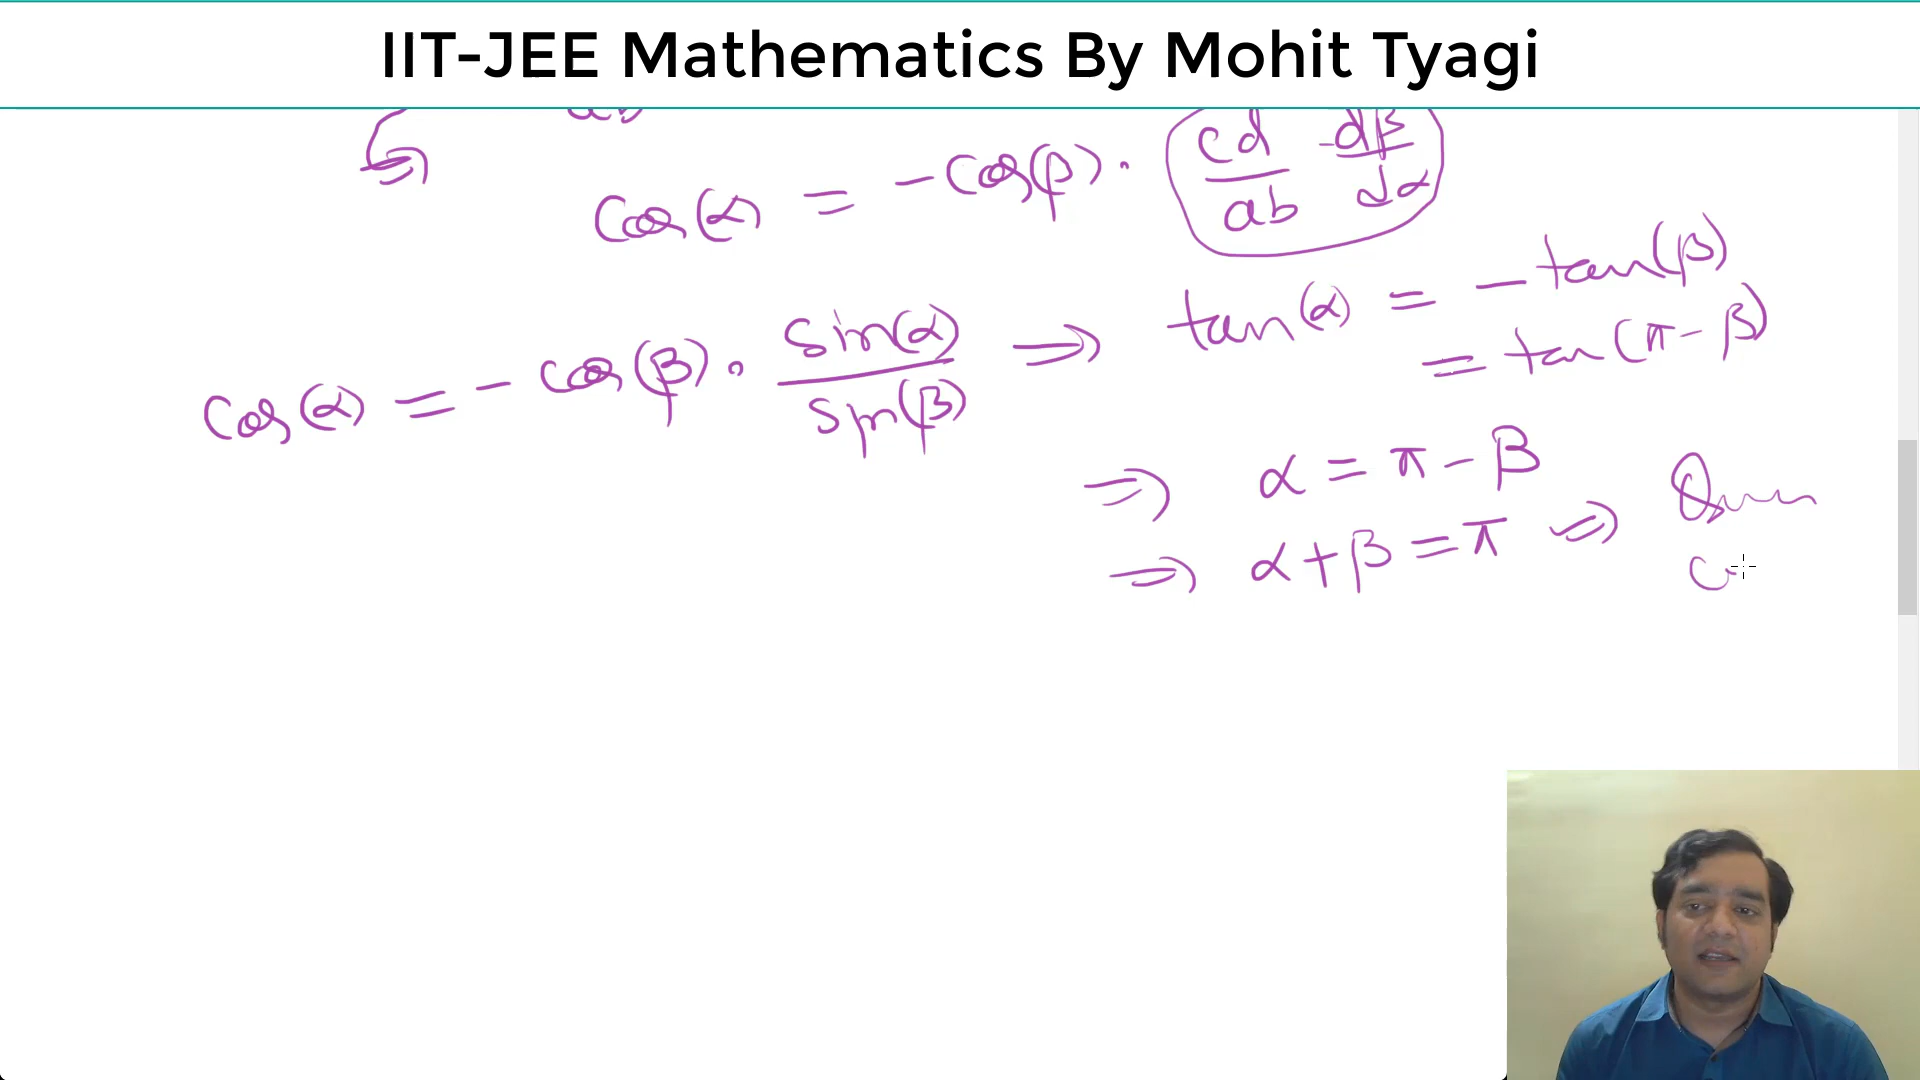 IIT-JEE Mathematics By Mohit Tyagi
cos(α) = -cos(β) · cd/ab dβ/dα
cos(α) = - cos(β) · sin(α)/sin(β) ⇒ tan(α) = - tan(β)
= tan(π - β)
⇒ α = π - β
⇒ α + β = π ⇒